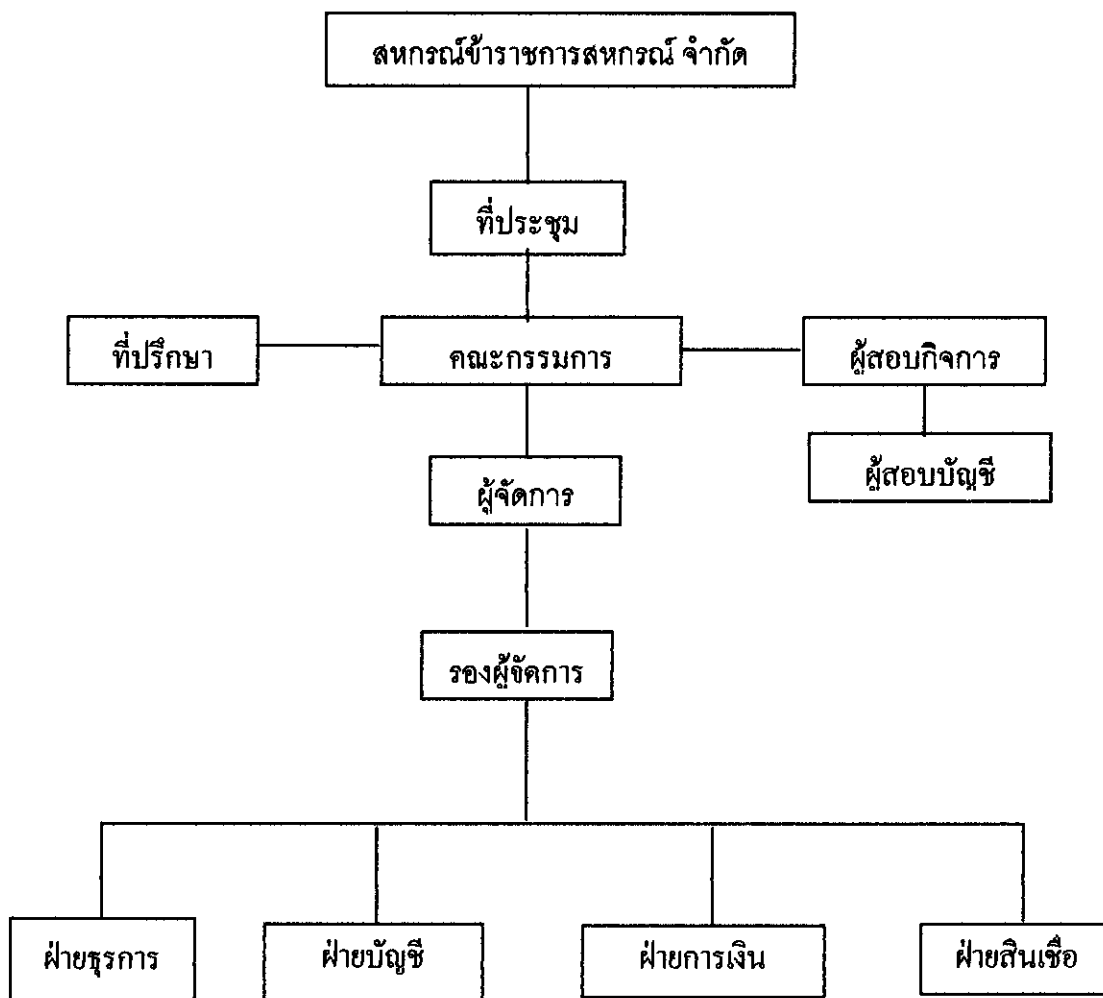 สหกรณ์ข้าราชการสหกรณ์ จำกัด
ที่ประชุม
ที่ปรึกษา
คณะกรรมการ
ผู้สอบกิจการ
ผู้สอบบัญชี
ผู้จัดการ
รองผู้จัดการ
ฝ่ายธุรการ
ฝ่ายบัญชี
ฝ่ายการเงิน
ฝ่ายสินเชื่อ